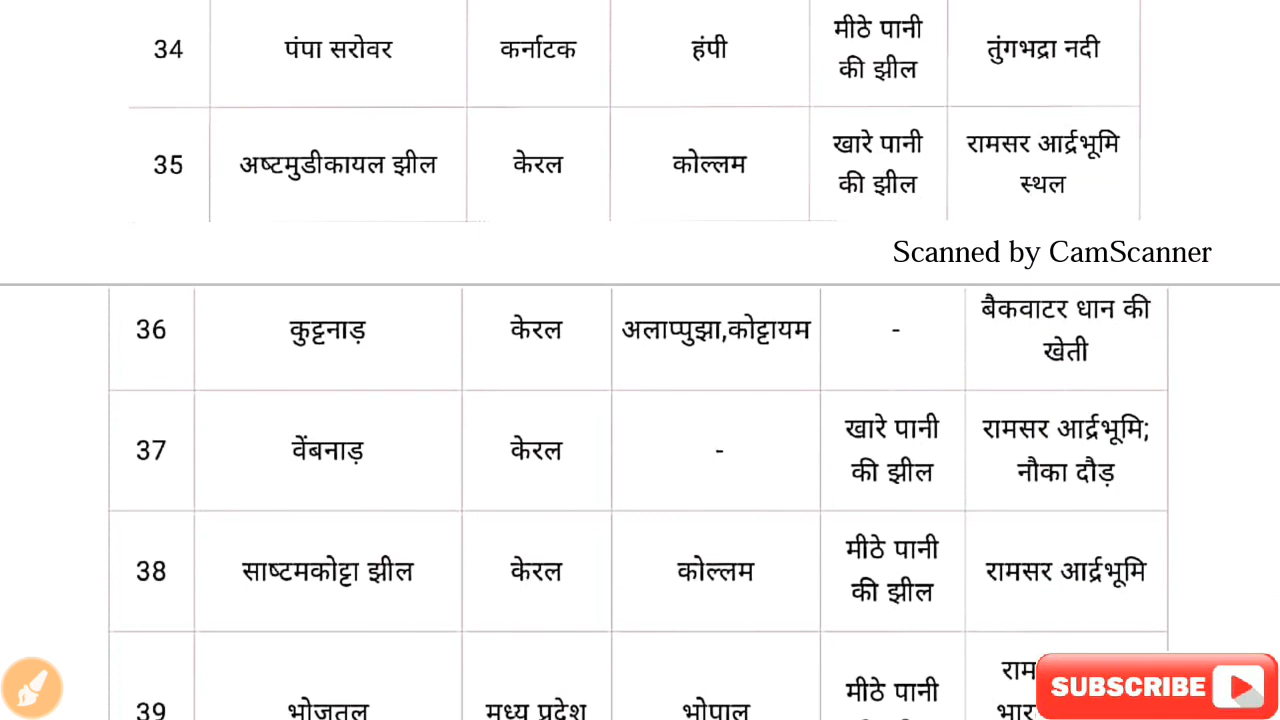 34 पंपा सरोवर कर्नाटक हंपी मीठे पानी की झील तुंगभद्रा नदी
35 अष्टमुडीकायल झील केरल कोल्लम खारे पानी की झील रामसर आर्द्रभूमि स्थल
Scanned by CamScanner
36 कुट्टनाड़ केरल अलाप्पुझा,कोट्टायम - बैकवाटर धान की खेती
37 वेंबनाड़ केरल - खारे पानी की झील रामसर आर्द्रभूमि; नौका दौड़
38 साष्टमकोट्टा झील केरल कोल्लम मीठे पानी की झील रामसर आर्द्रभूमि
39 भोजतल मध्य प्रदेश भोपाल मीठे पानी
SUBSCRIBE